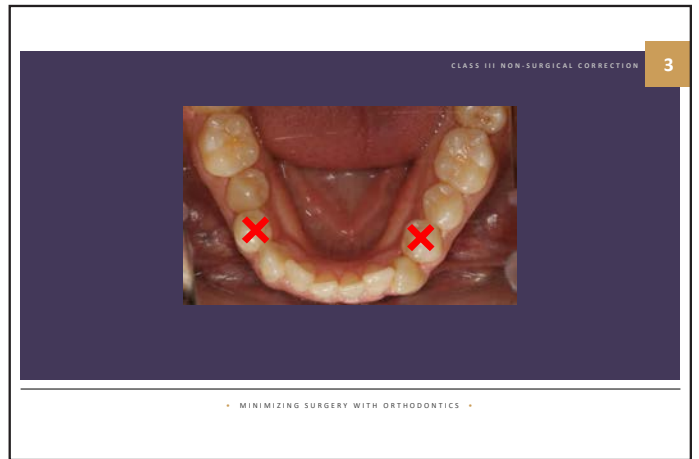 CLASS III NON-SURGICAL CORRECTION
3
• MINIMIZING SURGERY WITH ORTHODONTICS •